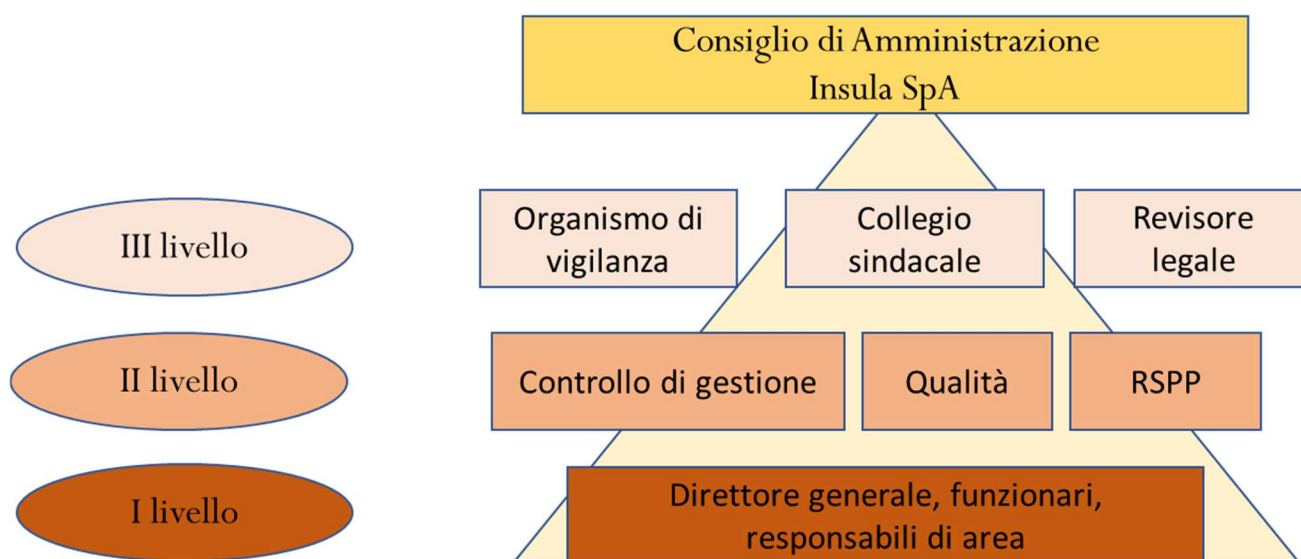 Consiglio di Amministrazione
Insula SpA
III livello
Organismo di
vigilanza
Collegio
sindacale
Revisore
legale
II livello
Controllo di gestione
Qualità
RSPP
I livello
Direttore generale, funzionari,
responsabili di area